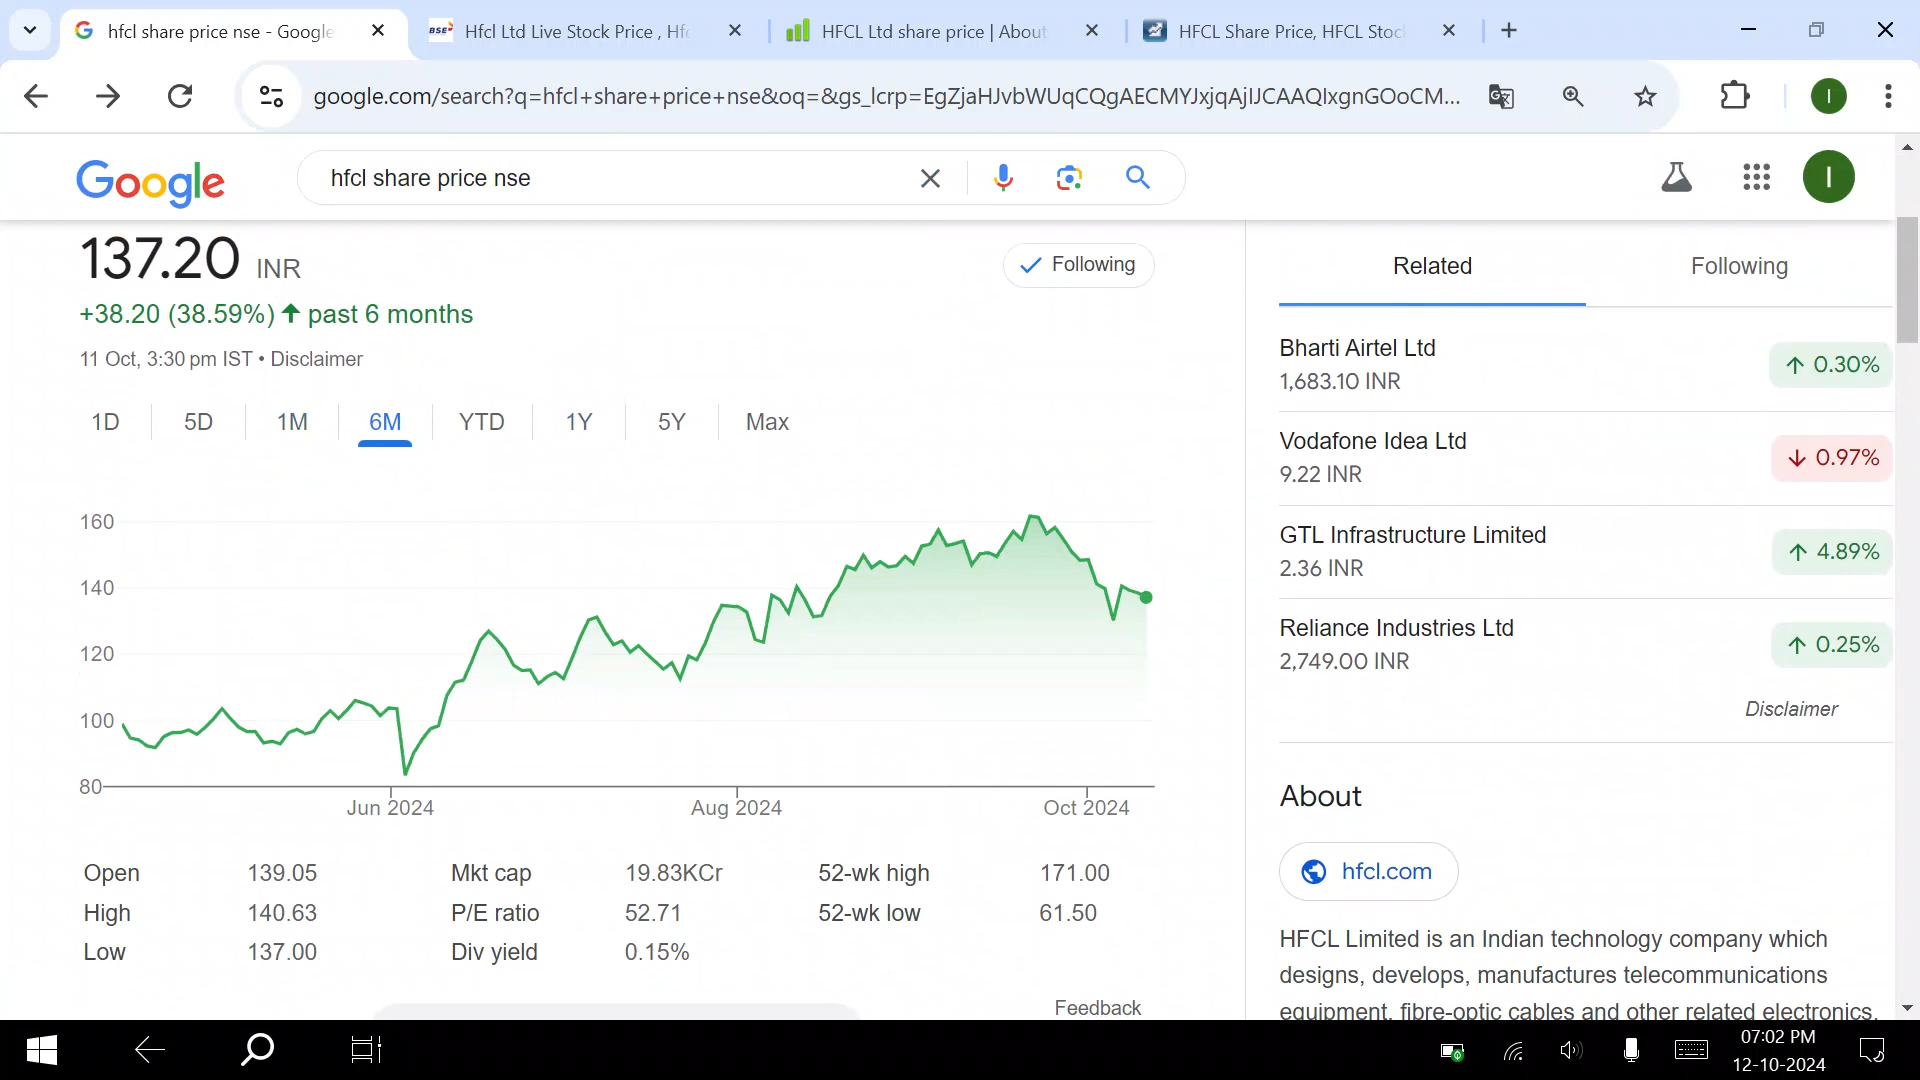 hfcl share price nse - Google
BSE
Hfcl Ltd Live Stock Price , Hfc
HFCL Ltd share price | About
HFCL Share Price, HFCL Stoc
google.com/search?q=hfcl+share+price+nse&oq=&gs_lcrp=EgZjaHJvbWUqCQgAECMYJxjqAjIJCAAQIxgnGOoCM...
I
Google
hfcl share price nse
I
137.20 INR
Following
+38.20 (38.59%) ↑ past 6 months
11 Oct, 3:30 pm IST • Disclaimer
1D
5D
1M
6M
YTD
1Y
5Y
Max
160
140
120
100
80
Jun 2024
Aug 2024
Oct 2024
Open 139.05 Mkt cap 19.83KCr 52-wk high 171.00
High 140.63 P/E ratio 52.71 52-wk low 61.50
Low 137.00 Div yield 0.15%
Feedback
Related
Following
Bharti Airtel Ltd
1,683.10 INR
↑ 0.30%
Vodafone Idea Ltd
9.22 INR
↓ 0.97%
GTL Infrastructure Limited
2.36 INR
↑ 4.89%
Reliance Industries Ltd
2,749.00 INR
↑ 0.25%
Disclaimer
About
hfcl.com
HFCL Limited is an Indian technology company which
designs, develops, manufactures telecommunications
equipment, fibre-optic cables and other related electronics.
07:02 PM
12-10-2024